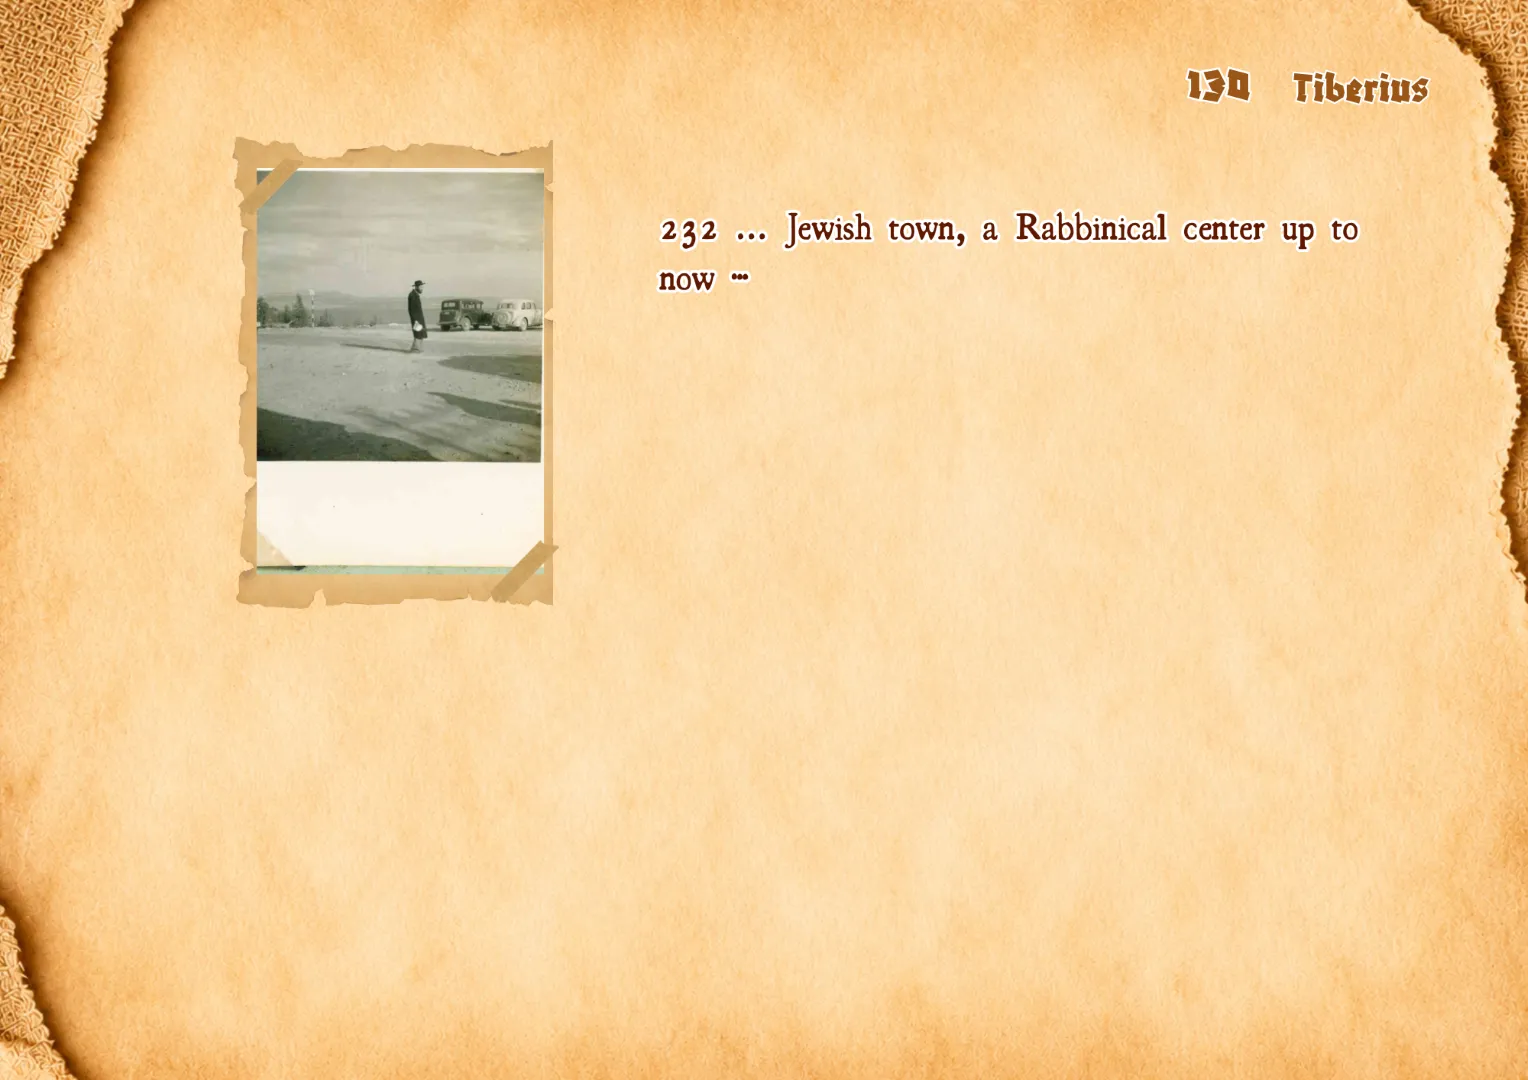 130 Tiberius
232 ... Jewish town, a Rabbinical center up to
now ...